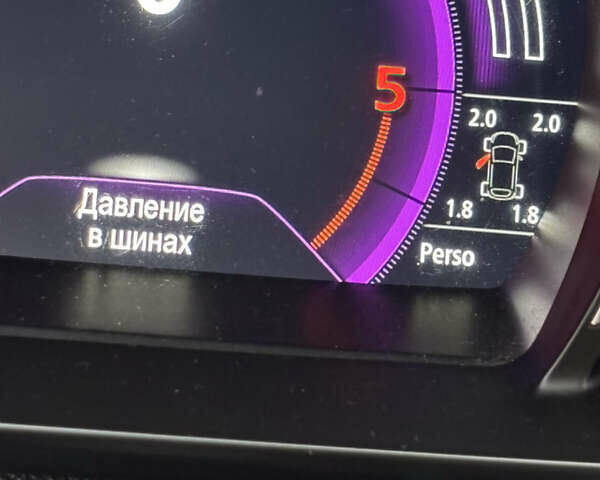 5
2.0 2.0
1.8 1.8
Давление
в шинах
Perso